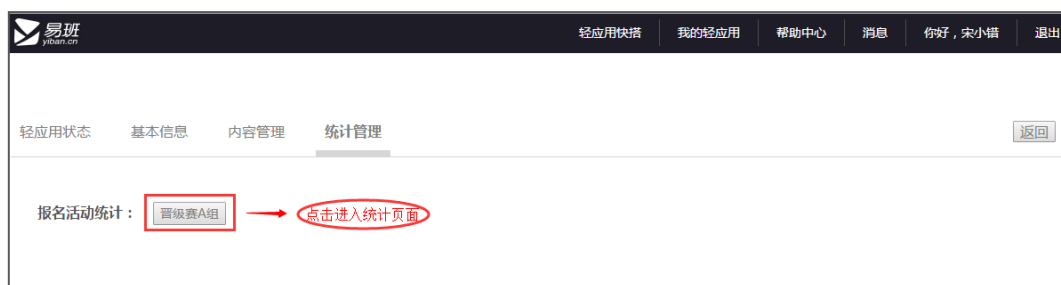 易班
yiban.cn
轻应用快搭 我的轻应用 帮助中心 消息 你好，宋小错 退出
轻应用状态 基本信息 内容管理 统计管理 返回
报名活动统计： 晋级赛A组 点击进入统计页面